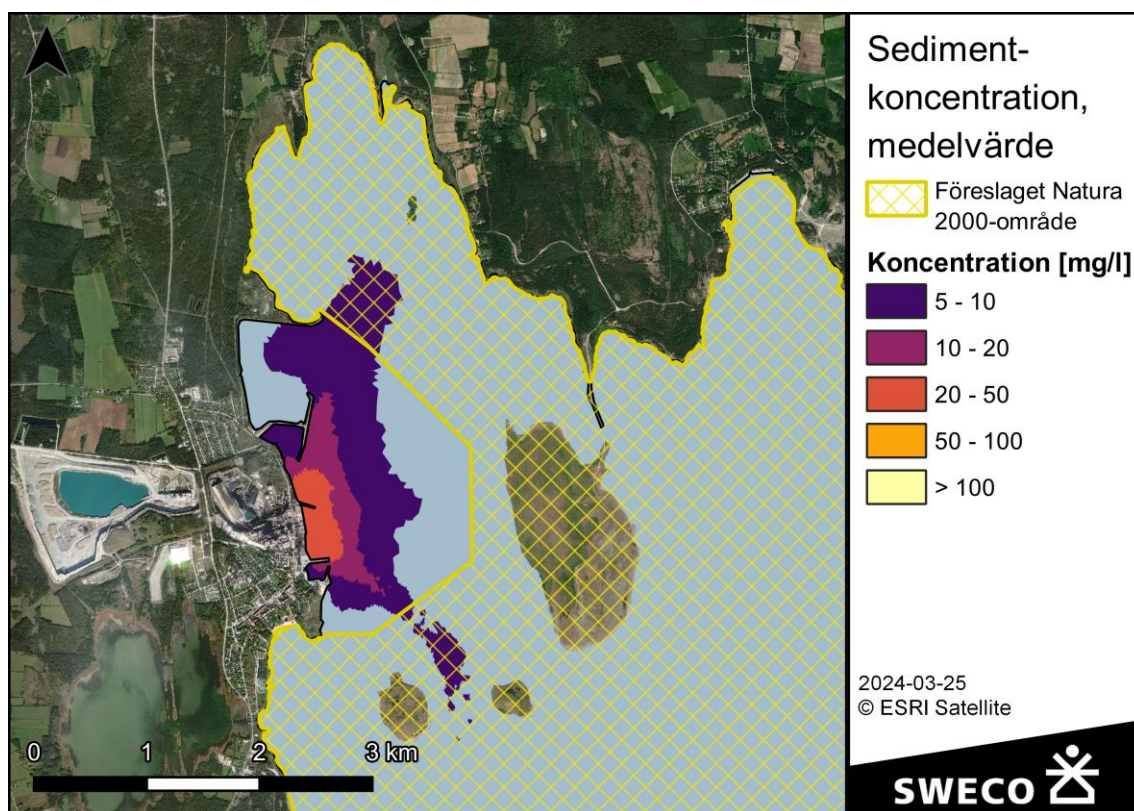 Sediment-
koncentration,
medelvärde
Föreslaget Natura
2000-område
Koncentration [mg/l]
5 - 10
10 - 20
20 - 50
50 - 100
> 100
2024-03-25
© ESRI Satellite
SWECO
0 1 2 3 km